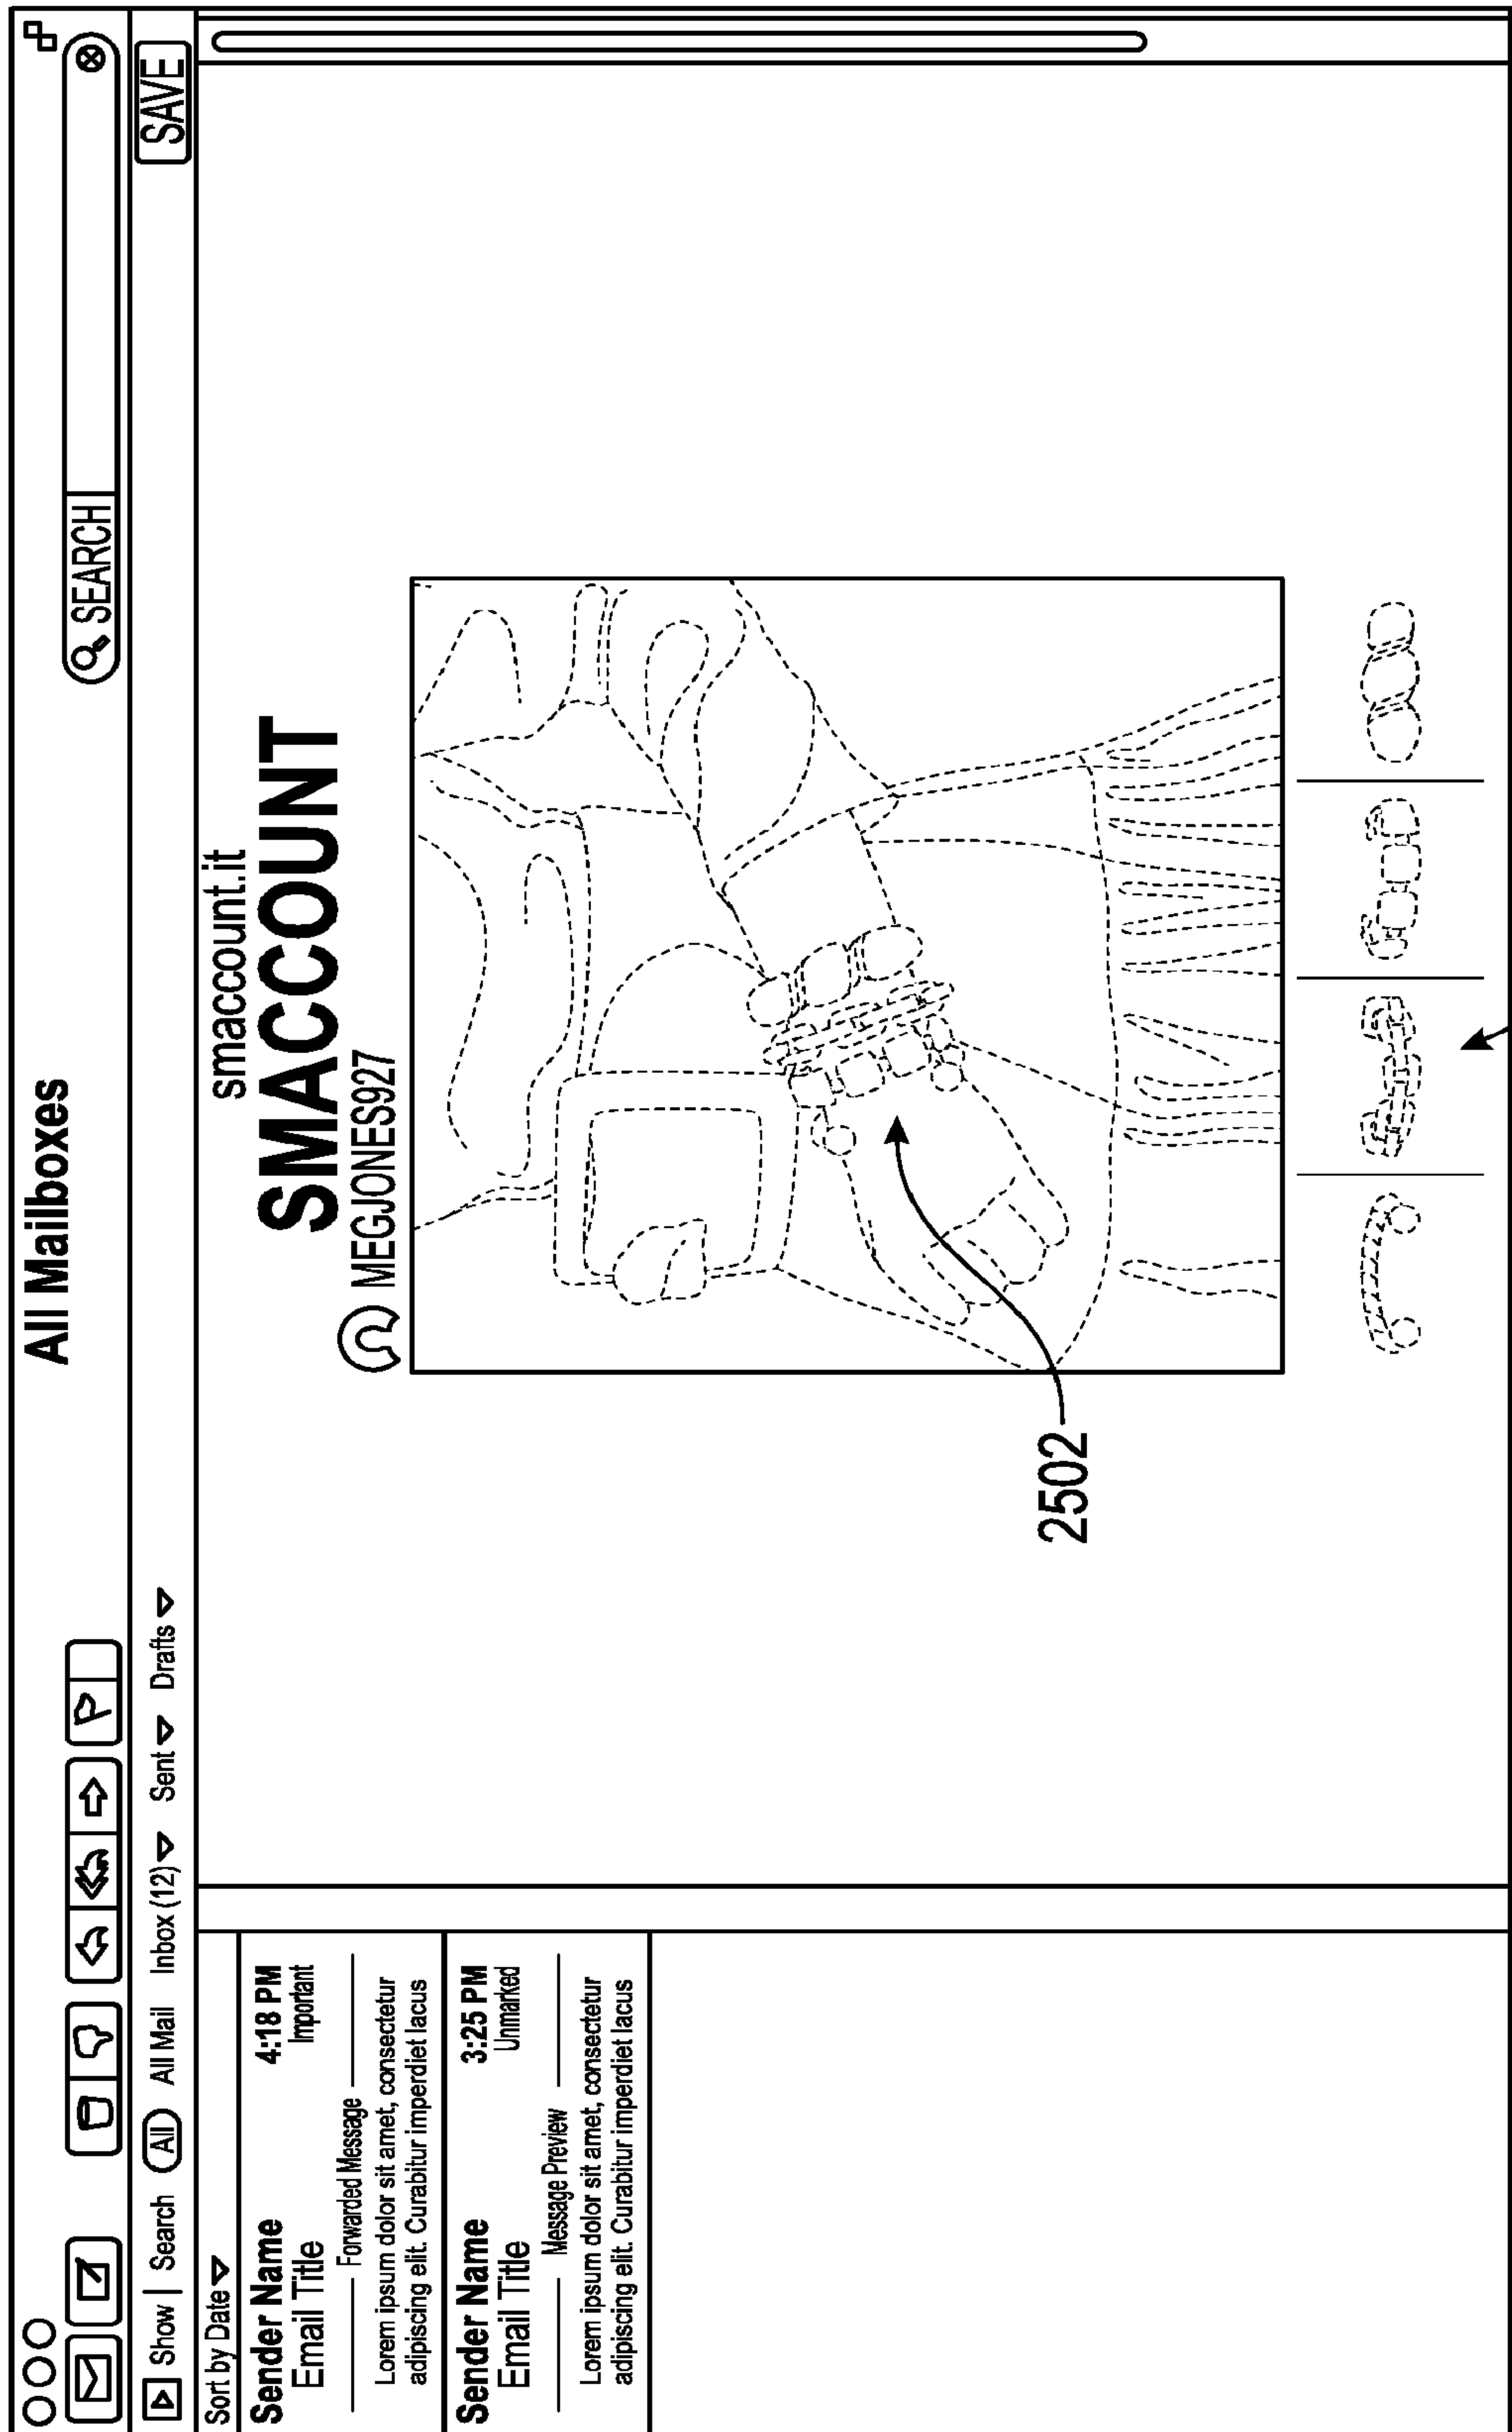 All Mailboxes
SEARCH
Show | Search All All Mail Inbox (12) Sent Drafts SAVE
Sort by Date
Sender Name 4:18 PM
Email Title Important
Forwarded Message
Lorem ipsum dolor sit amet, consectetur
adipiscing elit. Curabitur imperdiet lacus
Sender Name 3:25 PM
Email Title Unmarked
Message Preview
Lorem ipsum dolor sit amet, consectetur
adipiscing elit. Curabitur imperdiet lacus
smaccount.it
SMACCOUNT
MEGJONES927
2502